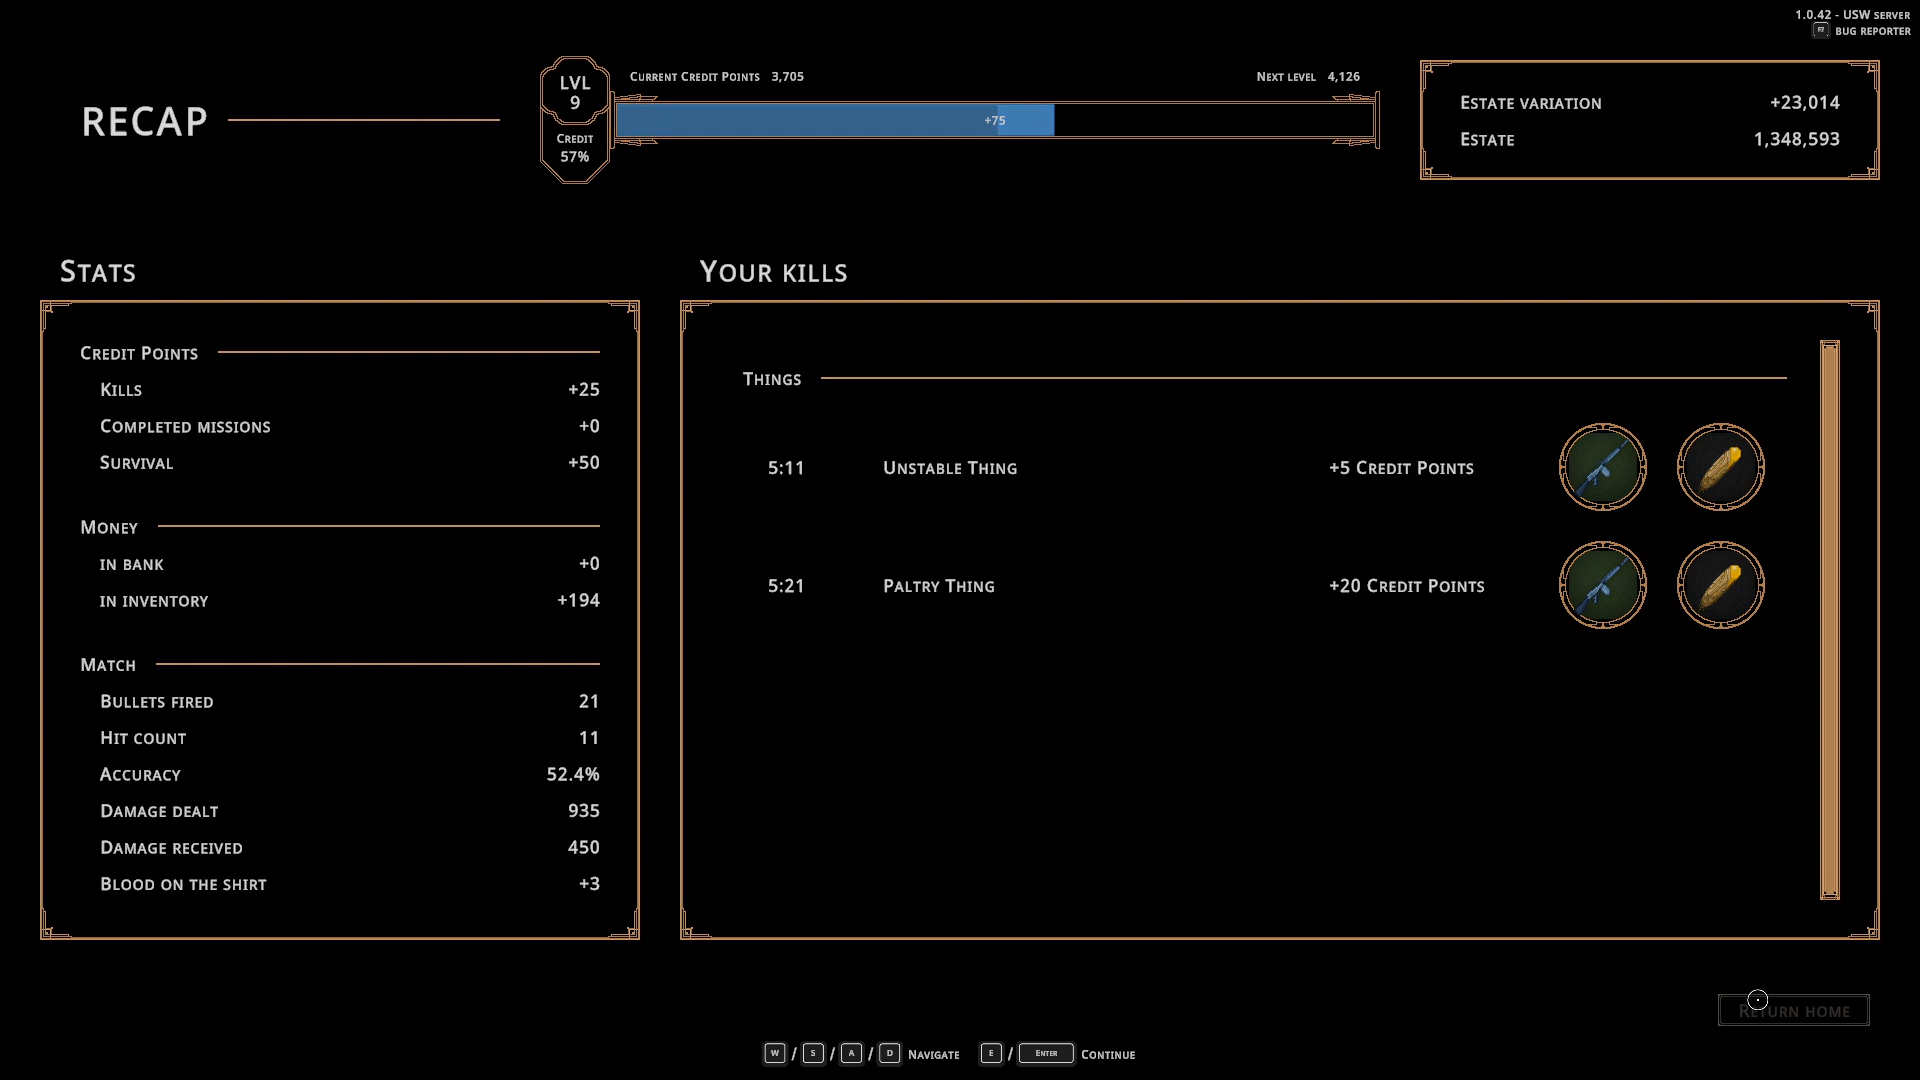 1.0.42 - USW SERVER
F7 BUG REPORTER
RECAP
LVL
9
CREDIT
57%
CURRENT CREDIT POINTS 3,705
NEXT LEVEL 4,126
+75
ESTATE VARIATION +23,014
ESTATE 1,348,593
STATS
CREDIT POINTS
KILLS +25
COMPLETED MISSIONS +0
SURVIVAL +50
MONEY
IN BANK +0
IN INVENTORY +194
MATCH
BULLETS FIRED 21
HIT COUNT 11
ACCURACY 52.4%
DAMAGE DEALT 935
DAMAGE RECEIVED 450
BLOOD ON THE SHIRT +3
YOUR KILLS
THINGS
5:11 UNSTABLE THING +5 CREDIT POINTS
5:21 PALTRY THING +20 CREDIT POINTS
RETURN HOME
W / S / A / D NAVIGATE E / ENTER CONTINUE